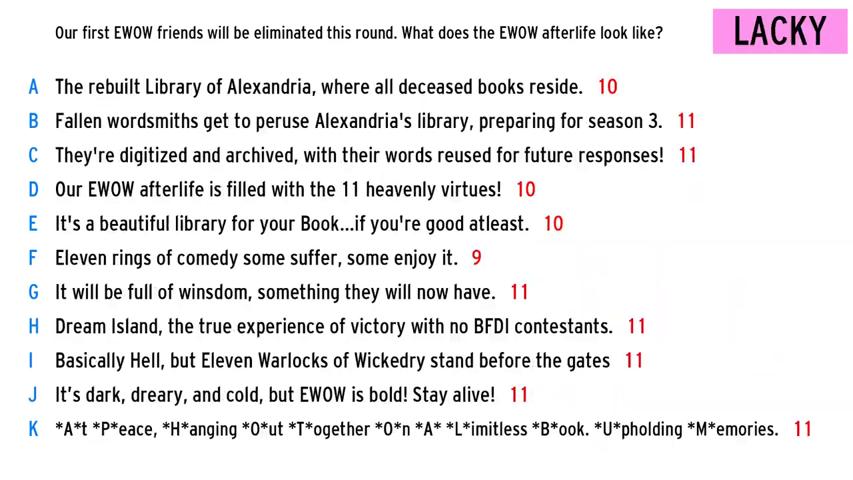 Our first EWOW friends will be eliminated this round. What does the EWOW afterlife look like?
LACKY
A The rebuilt Library of Alexandria, where all deceased books reside. 10
B Fallen wordsmiths get to peruse Alexandria's library, preparing for season 3. 11
C They're digitized and archived, with their words reused for future responses! 11
D Our EWOW afterlife is filled with the 11 heavenly virtues! 10
E It's a beautiful library for your Book...if you're good atleast. 10
F Eleven rings of comedy some suffer, some enjoy it. 9
G It will be full of winsdom, something they will now have. 11
H Dream Island, the true experience of victory with no BFDI contestants. 11
I Basically Hell, but Eleven Warlocks of Wickedry stand before the gates 11
J It’s dark, dreary, and cold, but EWOW is bold! Stay alive! 11
K *A*t *P*eace, *H*anging *O*ut *T*ogether *O*n *A* *L*imitless *B*ook. *U*pholding *M*emories. 11